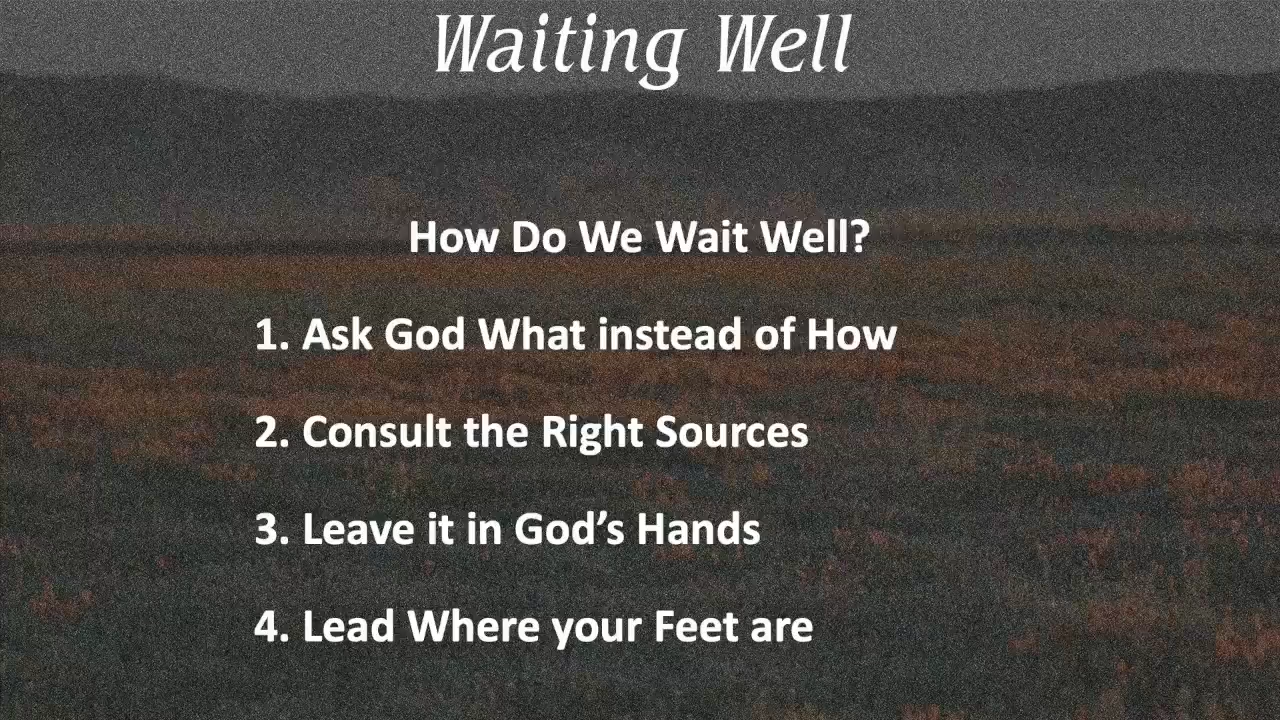 Waiting Well
How Do We Wait Well?
1. Ask God What instead of How
2. Consult the Right Sources
3. Leave it in God’s Hands
4. Lead Where your Feet are